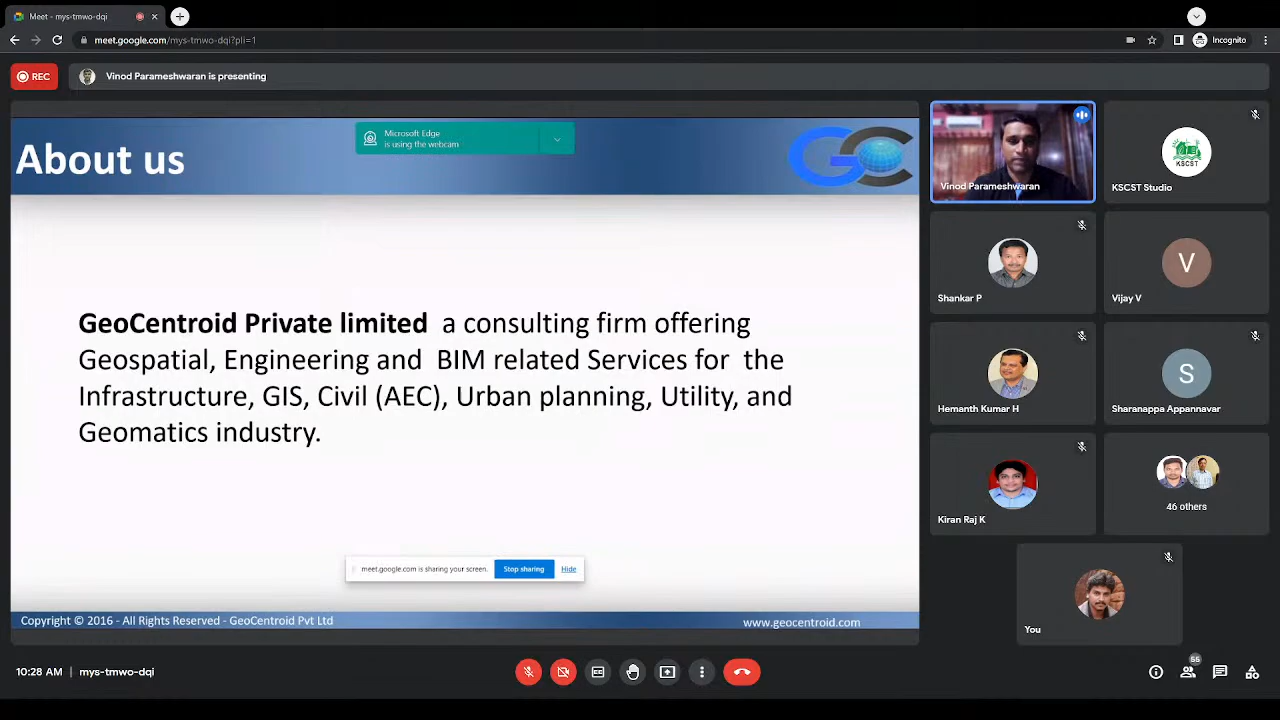 Meet - mys-tmwo-dqi
meet.google.com/mys-tmwo-dqi?pli=1
Incognito
REC
Vinod Parameshwaran is presenting
Microsoft Edge
is using the webcam
About us
GC
GeoCentroid Private limited a consulting firm offering
Geospatial, Engineering and BIM related Services for the
Infrastructure, GIS, Civil (AEC), Urban planning, Utility, and
Geomatics industry.
meet.google.com is sharing your screen.
Stop sharing
Hide
Copyright © 2016 - All Rights Reserved - GeoCentroid Pvt Ltd
www.geocentroid.com
Vinod Parameshwaran
KSCST
KSCST Studio
Shankar P
V
Vijay V
Hemanth Kumar H
S
Sharanappa Appannavar
Kiran Raj K
46 others
You
10:28 AM | mys-tmwo-dqi
55